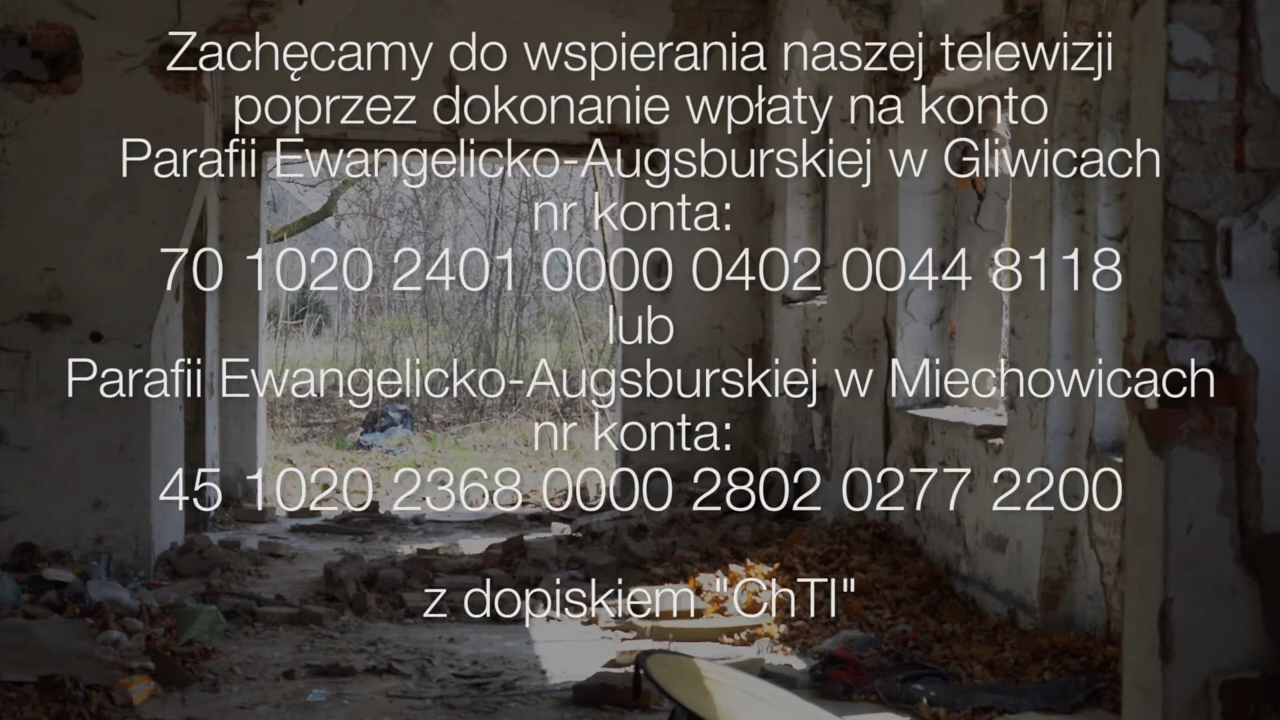 Zachęcamy do wspierania naszej telewizji
poprzez dokonanie wpłaty na konto
Parafii Ewangelicko-Augsburskiej w Gliwicach
nr konta:
70 1020 2401 0000 0402 0044 8118
lub
Parafii Ewangelicko-Augsburskiej w Miechowicach
nr konta:
45 1020 2368 0000 2802 0277 2200
z dopiskiem "ChTI"